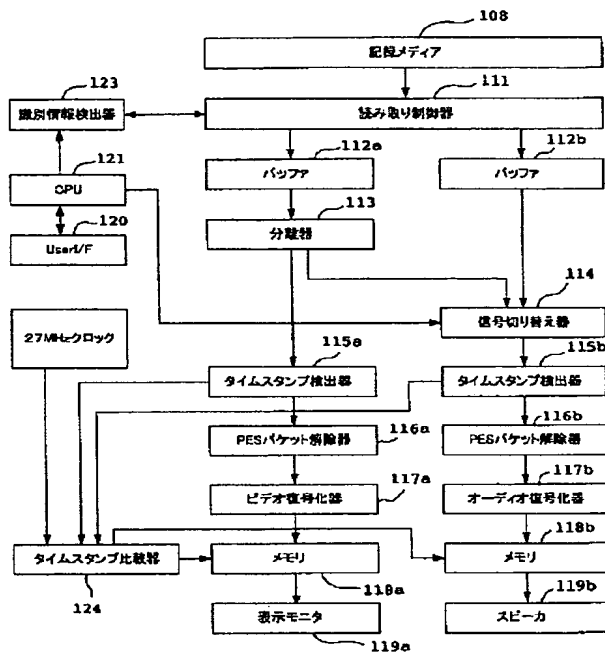 108
記録メディア
123
111
識別情報検出器
読み取り制御器
121
112a
112b
CPU
バッファ
バッファ
120
113
UserI/F
分離器
114
信号切り替え器
27MHzクロック
115a
115b
タイムスタンプ検出器
タイムスタンプ検出器
116b
PESパケット解除器
116a
PESパケット解除器
117b
ビデオ復号化器
117a
オーディオ復号化器
118b
タイムスタンプ比較器
メモリ
メモリ
124
118a
119b
表示モニタ
スピーカ
119a